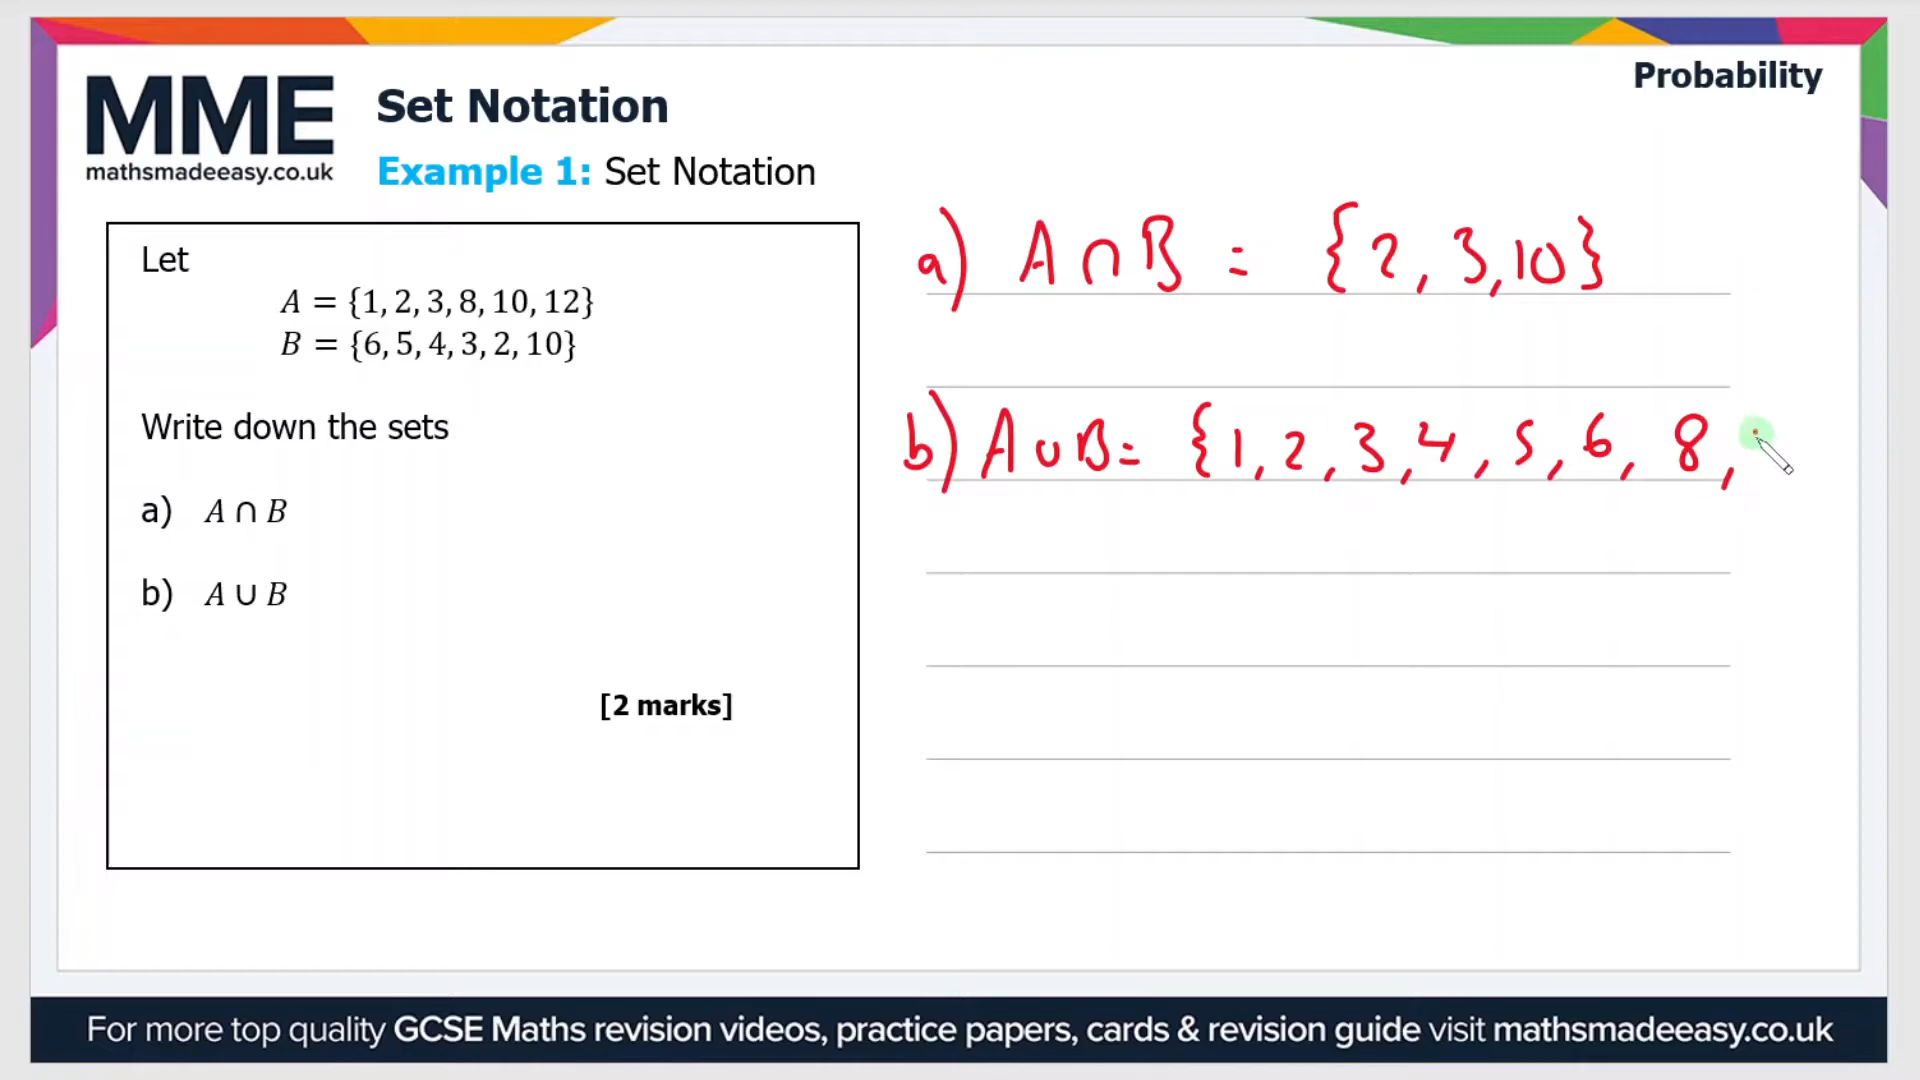 Probability
MME
mathsmadeeasy.co.uk
Set Notation
Example 1: Set Notation
Let
A = {1, 2, 3, 8, 10, 12}
B = {6, 5, 4, 3, 2, 10}
Write down the sets
a) A ∩ B
b) A ∪ B
[2 marks]
a) A ∩ B = {2, 3, 10}
b) A ∪ B = {1, 2, 3, 4, 5, 6, 8,
For more top quality GCSE Maths revision videos, practice papers, cards & revision guide visit mathsmadeeasy.co.uk